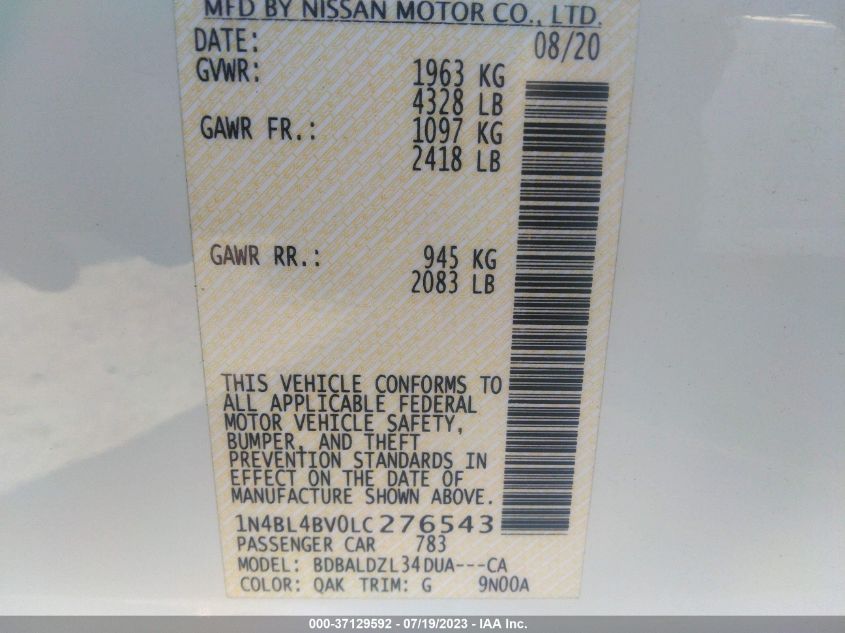 MFD BY NISSAN MOTOR CO., LTD.
DATE: 08/20
GVWR: 1963 KG
4328 LB
GAWR FR.: 1097 KG
2418 LB
GAWR RR.: 945 KG
2083 LB
THIS VEHICLE CONFORMS TO
ALL APPLICABLE FEDERAL
MOTOR VEHICLE SAFETY,
BUMPER, AND THEFT
PREVENTION STANDARDS IN
EFFECT ON THE DATE OF
MANUFACTURE SHOWN ABOVE.
1N4BL4BV0LC276543
PASSENGER CAR 783
MODEL: BDBALDZL34DUA---CA
COLOR: QAK TRIM: G 9N00A
000-37129592 - 07/19/2023 - IAA Inc.